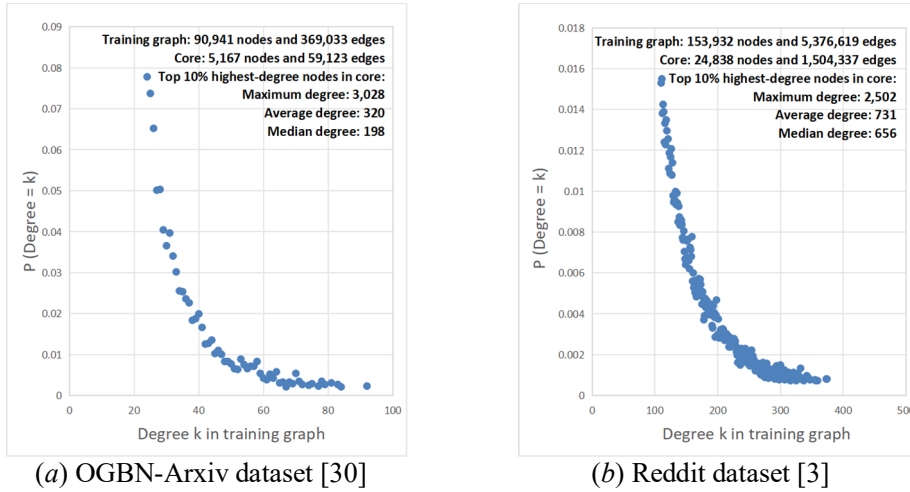 0.09
0.08
0.07
0.06
0.05
0.04
0.03
0.02
0.01
0
P (Degree = k)
Training graph: 90,941 nodes and 369,033 edges
Core: 5,167 nodes and 59,123 edges
Top 10% highest-degree nodes in core:
Maximum degree: 3,028
Average degree: 320
Median degree: 198
0 20 40 60 80 100
Degree k in training graph
(a) OGBN-Arxiv dataset [30]
0.018
0.016
0.014
0.012
0.01
0.008
0.006
0.004
0.002
0
P (Degree = k)
Training graph: 153,932 nodes and 5,376,619 edges
Core: 24,838 nodes and 1,504,337 edges
Top 10% highest-degree nodes in core:
Maximum degree: 2,502
Average degree: 731
Median degree: 656
0 100 200 300 400 500
Degree k in training graph
(b) Reddit dataset [3]